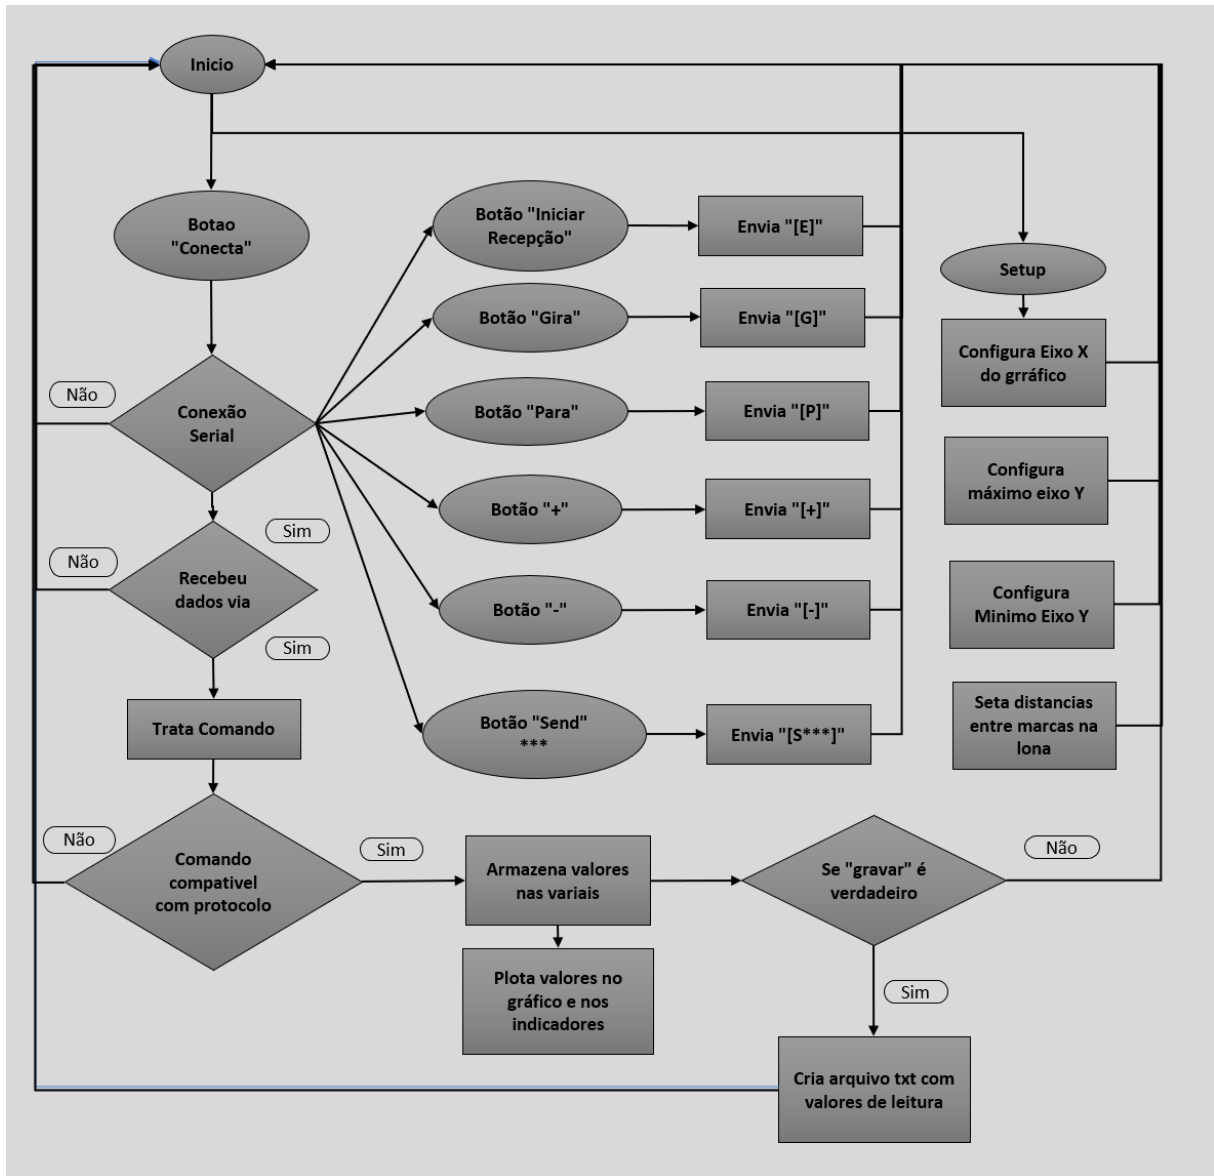 Inicio
Botao
"Conecta"
Botão "Iniciar
Recepção"
Envia "[E]"
Setup
Botão "Gira"
Envia "[G]"
Configura Eixo X
do grráfico
Não
Conexão
Serial
Botão "Para"
Envia "[P]"
Configura
máximo eixo Y
Sim
Botão "+"
Envia "[+]"
Não
Recebeu
dados via
Botão "-"
Envia "[-]"
Configura
Minimo Eixo Y
Sim
Trata Comando
Botão "Send"
***
Envia "[S***]"
Seta distancias
entre marcas na
lona
Não
Comando
compativel
com protocolo
Sim
Armazena valores
nas variais
Se "gravar" é
verdadeiro
Não
Plota valores no
gráfico e nos
indicadores
Sim
Cria arquivo txt com
valores de leitura